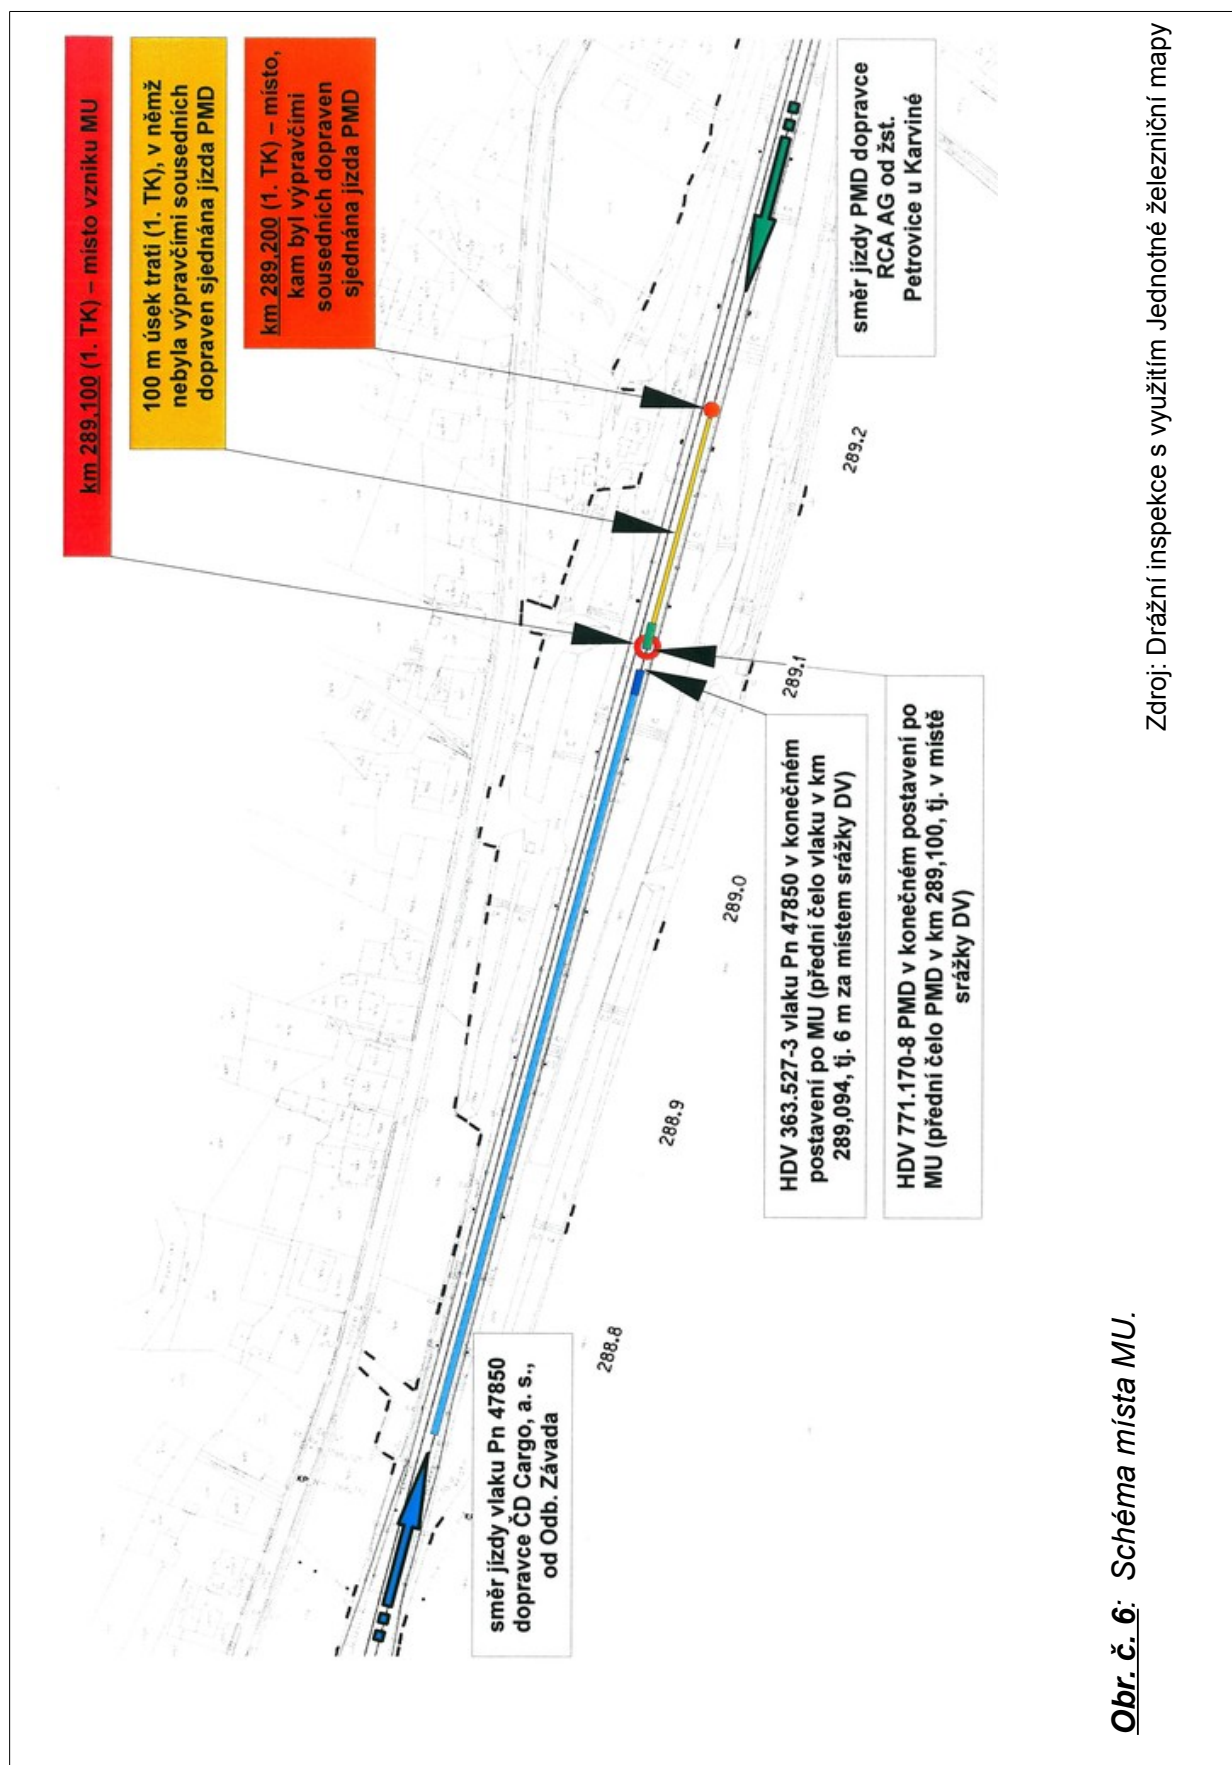 km 289,100 (1. TK) – místo vzniku MU
100 m úsek trati (1. TK), v němž
nebyla výpravčími sousedních
dopraven sjednána jízda PMD
km 289,200 (1. TK) – místo,
kam byl výpravčími
sousedních dopraven
sjednána jízda PMD
směr jízdy PMD dopravce
RCA AG od žst.
Petrovice u Karviné
289.2
289.1
289.0
288.9
288.8
HDV 363.527-3 vlaku Pn 47850 v konečném
postavení po MU (přední čelo vlaku v km
289,094, tj. 6 m za místem srážky DV)
HDV 771.170-8 PMD v konečném postavení po
MU (přední čelo PMD v km 289,100, tj. v místě
srážky DV)
směr jízdy vlaku Pn 47850
dopravce ČD Cargo, a. s.,
od Odb. Závada
Zdroj: Drážní inspekce s využitím Jednotné železniční mapy
Obr. č. 6: Schéma místa MU.